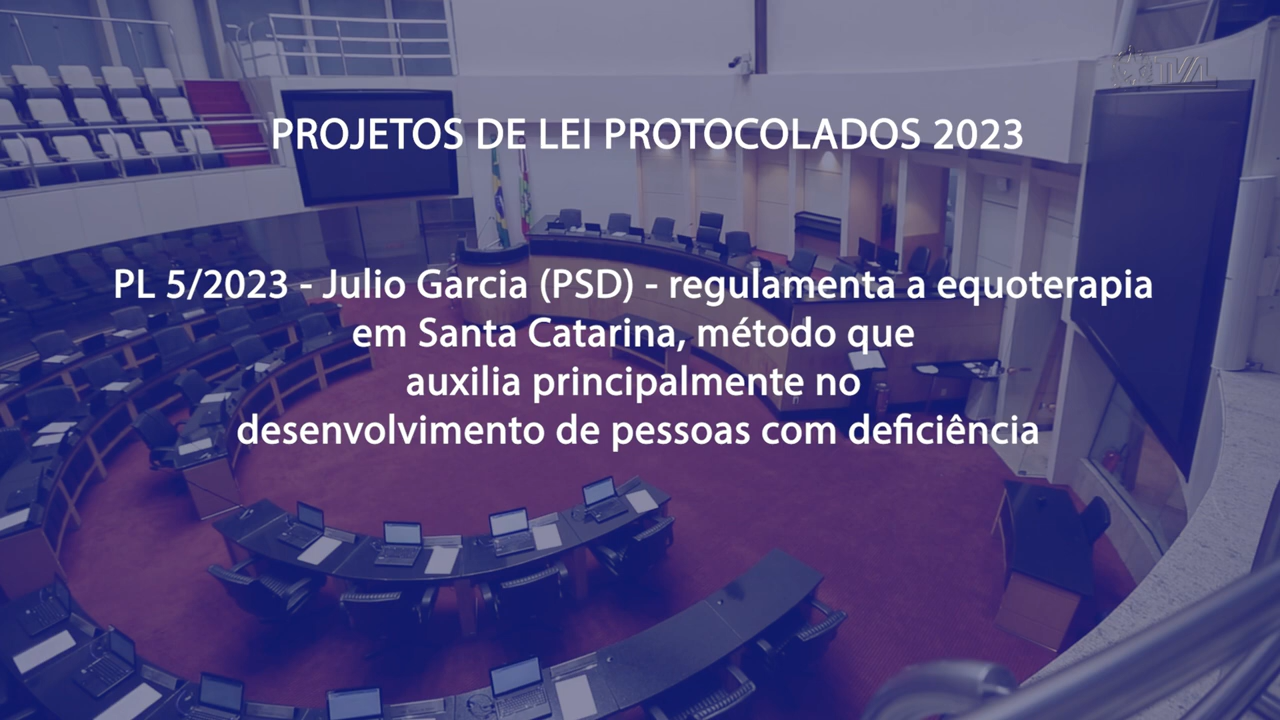 TVAL
PROJETOS DE LEI PROTOCOLADOS 2023
PL 5/2023 - Julio Garcia (PSD) - regulamenta a equoterapia
em Santa Catarina, método que
auxilia principalmente no
desenvolvimento de pessoas com deficiência